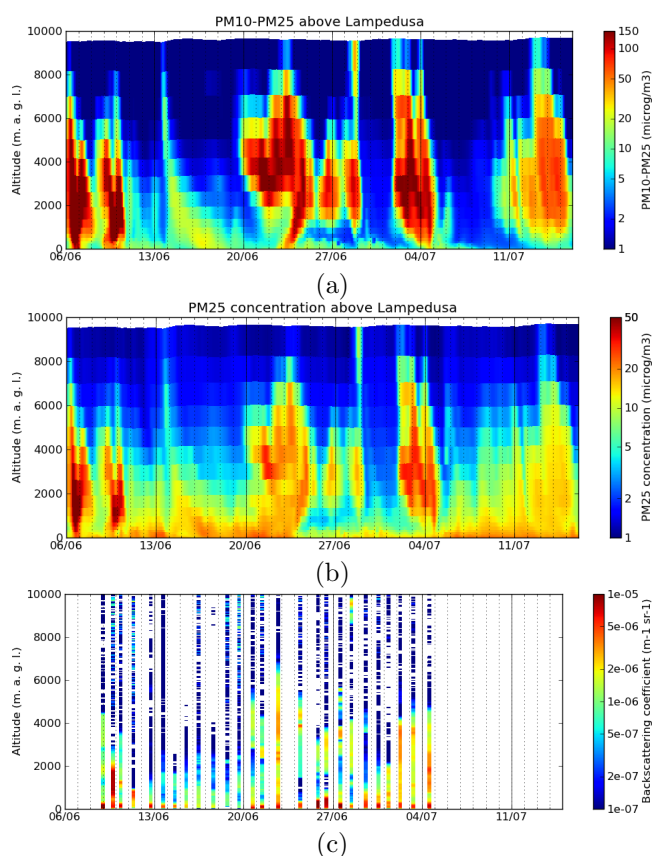 PM10-PM25 above Lampedusa
10000
8000
6000
4000
2000
0
Altitude (m. a. g. l.)
06/06 13/06 20/06 27/06 04/07 11/07
150
100
50
20
10
5
2
1
PM10-PM25 (microg/m3)
(a)
PM25 concentration above Lampedusa
10000
8000
6000
4000
2000
0
Altitude (m. a. g. l.)
06/06 13/06 20/06 27/06 04/07 11/07
50
20
10
5
2
1
PM25 concentration (microg/m3)
(b)
10000
8000
6000
4000
2000
0
Altitude (m. a. g. l.)
06/06 13/06 20/06 27/06 04/07 11/07
1e-05
5e-06
2e-06
1e-06
5e-07
2e-07
1e-07
Backscattering coefficient (m-1 sr-1)
(c)